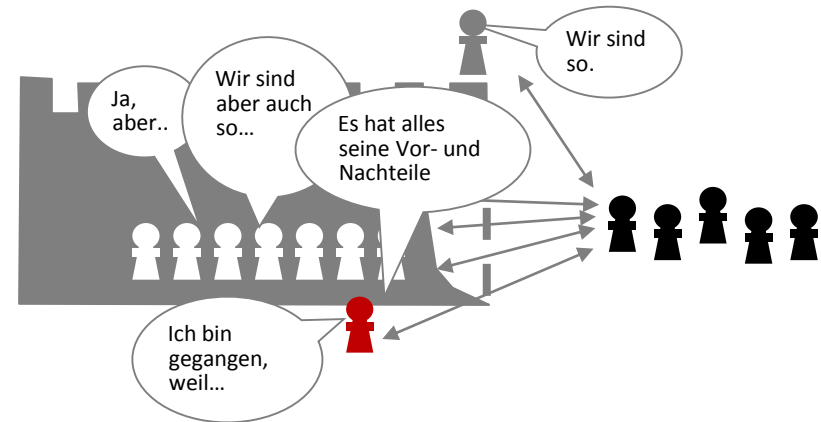 Wir sind
so.
Ja,
aber..
Wir sind
aber auch
so…
Es hat alles
seine Vor- und
Nachteile
Ich bin
gegangen,
weil…